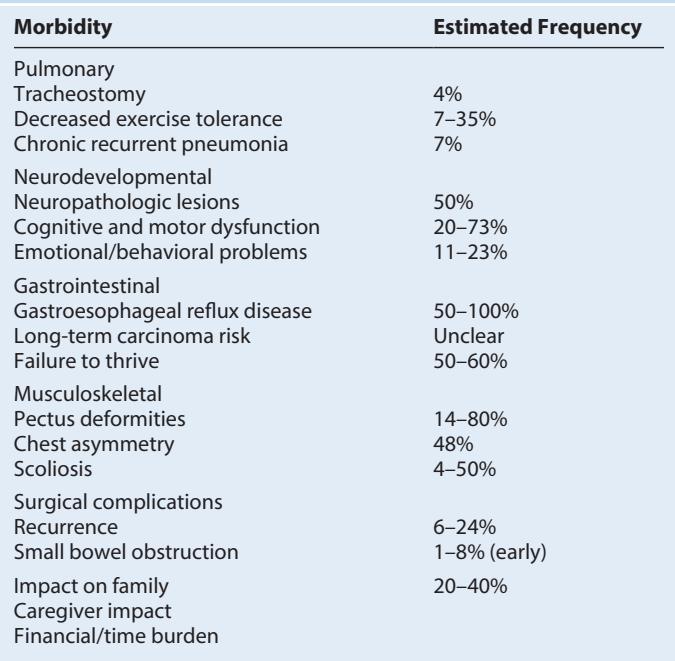 Morbidity Estimated Frequency
Pulmonary
Tracheostomy 4%
Decreased exercise tolerance 7–35%
Chronic recurrent pneumonia 7%
Neurodevelopmental
Neuropathologic lesions 50%
Cognitive and motor dysfunction 20–73%
Emotional/behavioral problems 11–23%
Gastrointestinal
Gastroesophageal reflux disease 50–100%
Long-term carcinoma risk Unclear
Failure to thrive 50–60%
Musculoskeletal
Pectus deformities 14–80%
Chest asymmetry 48%
Scoliosis 4–50%
Surgical complications
Recurrence 6–24%
Small bowel obstruction 1–8% (early)
Impact on family 20–40%
Caregiver impact
Financial/time burden